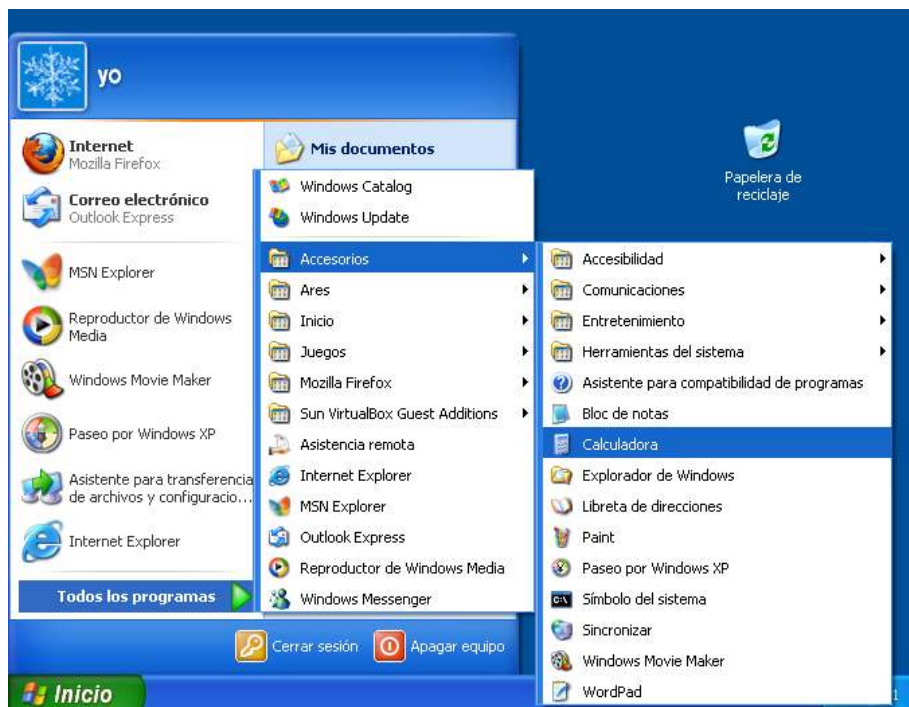 yo
Internet
Mozilla Firefox
Correo electrónico
Outlook Express
MSN Explorer
Reproductor de Windows
Media
Windows Movie Maker
Paseo por Windows XP
Asistente para transferencia
de archivos y configuracio...
Internet Explorer
Todos los programas
Mis documentos
Windows Catalog
Windows Update
Accesorios
Ares
Inicio
Juegos
Mozilla Firefox
Sun VirtualBox Guest Additions
Asistencia remota
Internet Explorer
MSN Explorer
Outlook Express
Reproductor de Windows Media
Windows Messenger
Accesibilidad
Comunicaciones
Entretenimiento
Herramientas del sistema
Asistente para compatibilidad de programas
Bloc de notas
Calculadora
Explorador de Windows
Libreta de direcciones
Paint
Paseo por Windows XP
Símbolo del sistema
Sincronizar
Windows Movie Maker
WordPad
Papelera de
reciclaje
Cerrar sesión
Apagar equipo
Inicio